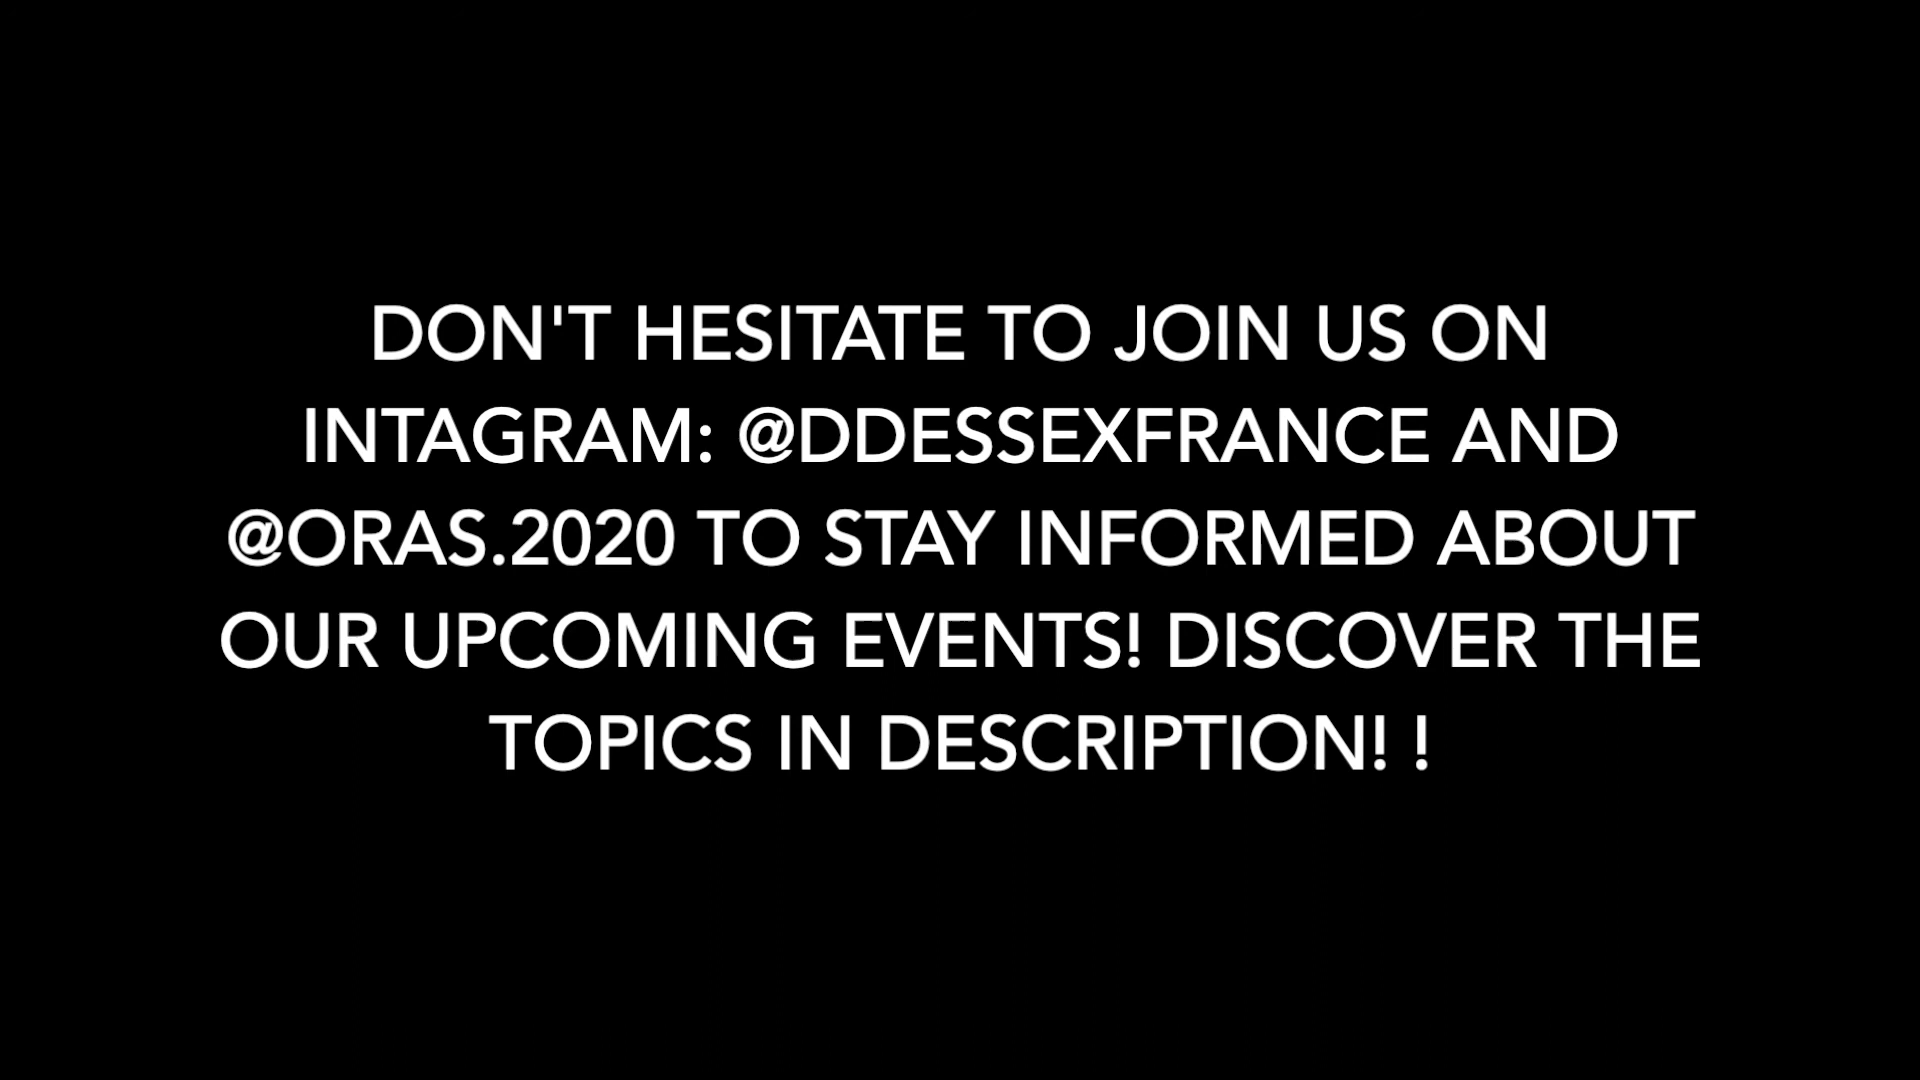 DON'T HESITATE TO JOIN US ON
INTAGRAM: @DDESSEXFRANCE AND
@ORAS.2020 TO STAY INFORMED ABOUT
OUR UPCOMING EVENTS! DISCOVER THE
TOPICS IN DESCRIPTION! !